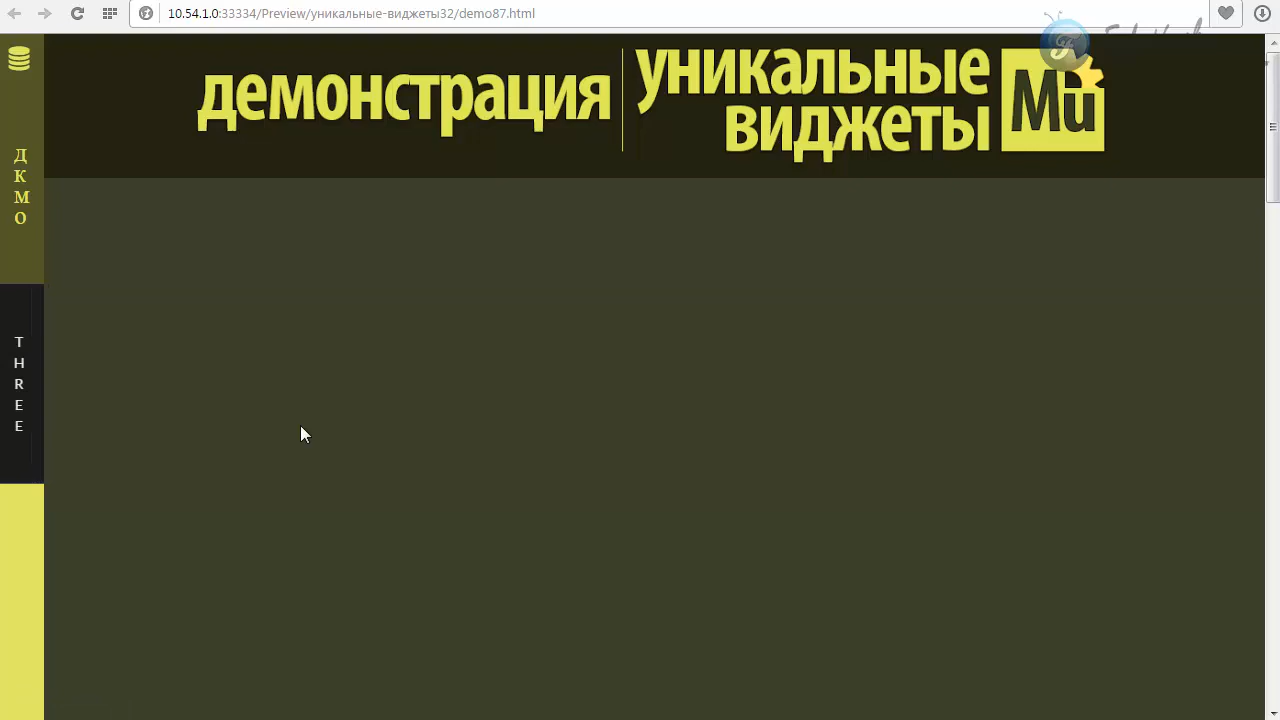 10.54.1.0:33334/Preview/уникальные-виджеты32/demo87.html
демонстрация
уникальные
виджеты
Mu
Д
К
М
О
T
H
R
E
E